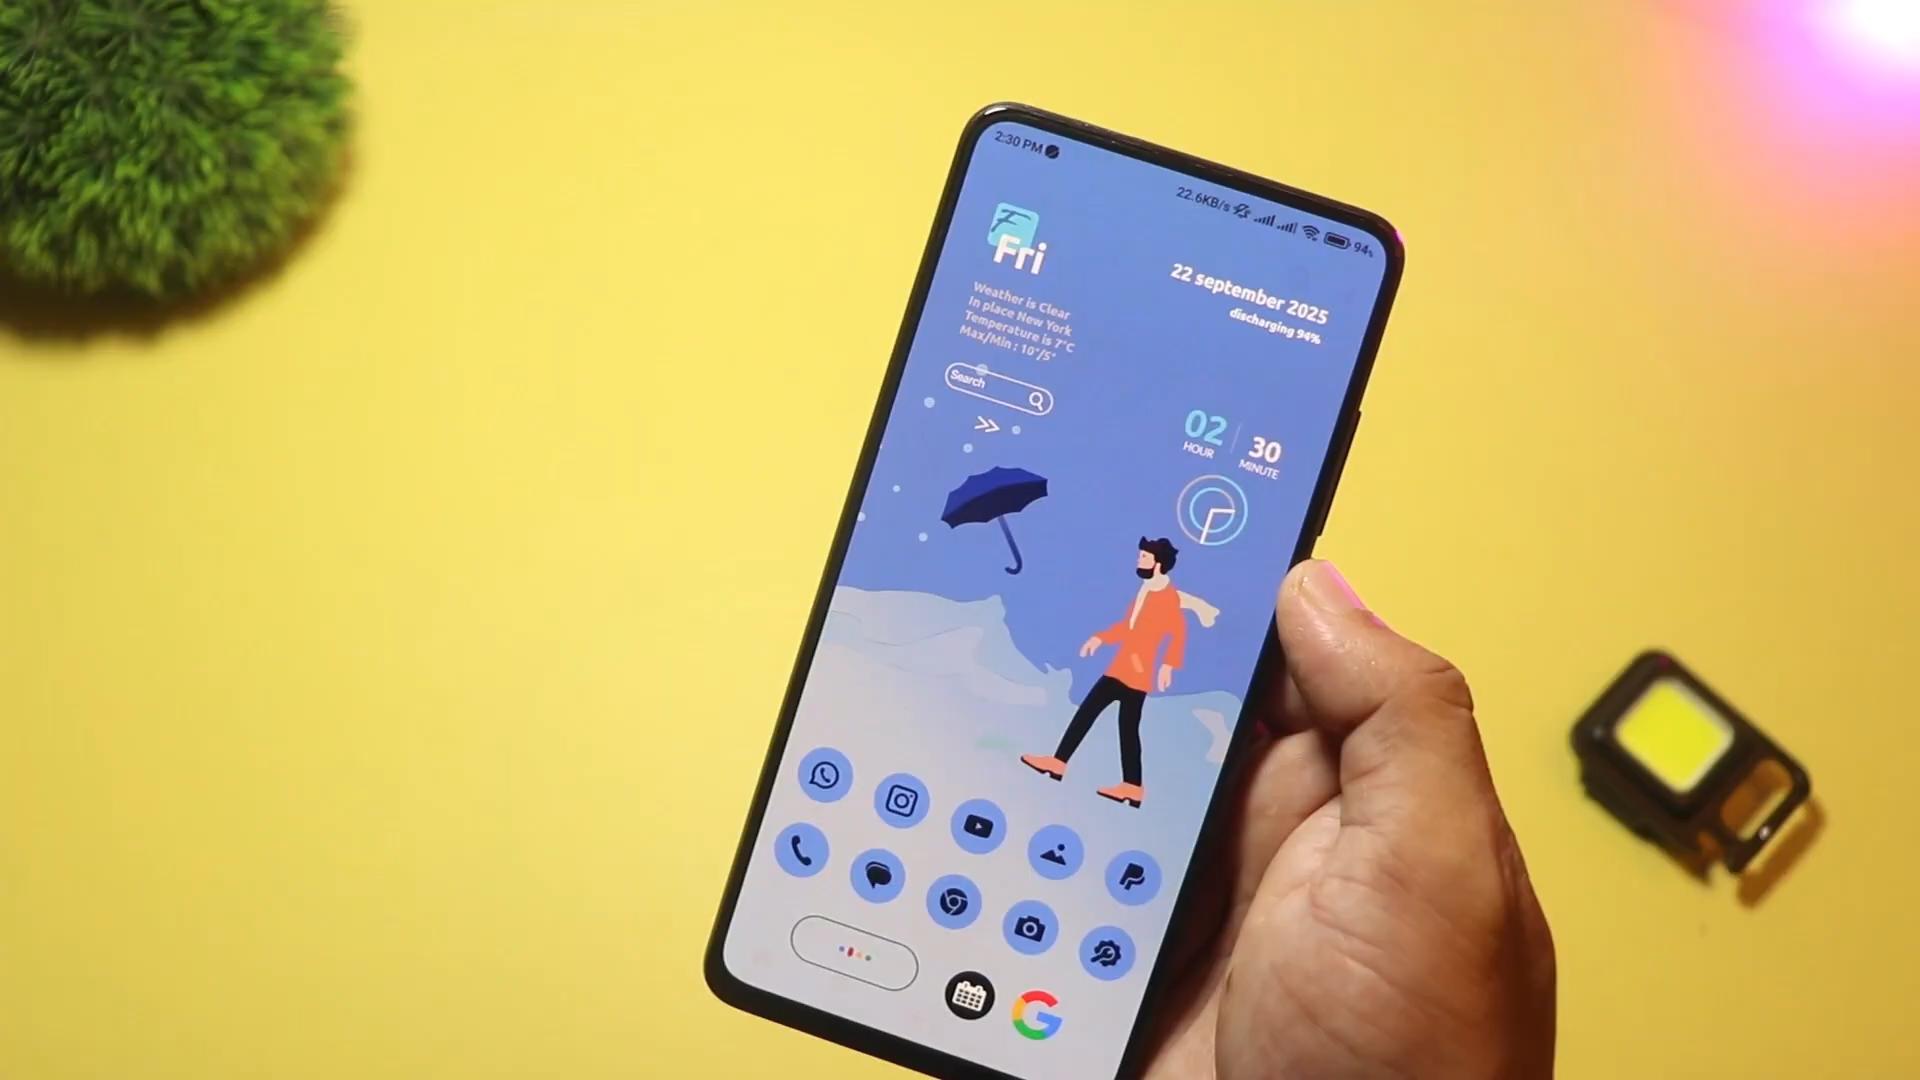 2:30 PM
22.6KB/s
94%
Fri
22 september 2025
discharging 94%
Weather is Clear
In place New York
Temperature is 7°C
Max/Min : 10°/5°
Search
02
HOUR
30
MINUTE